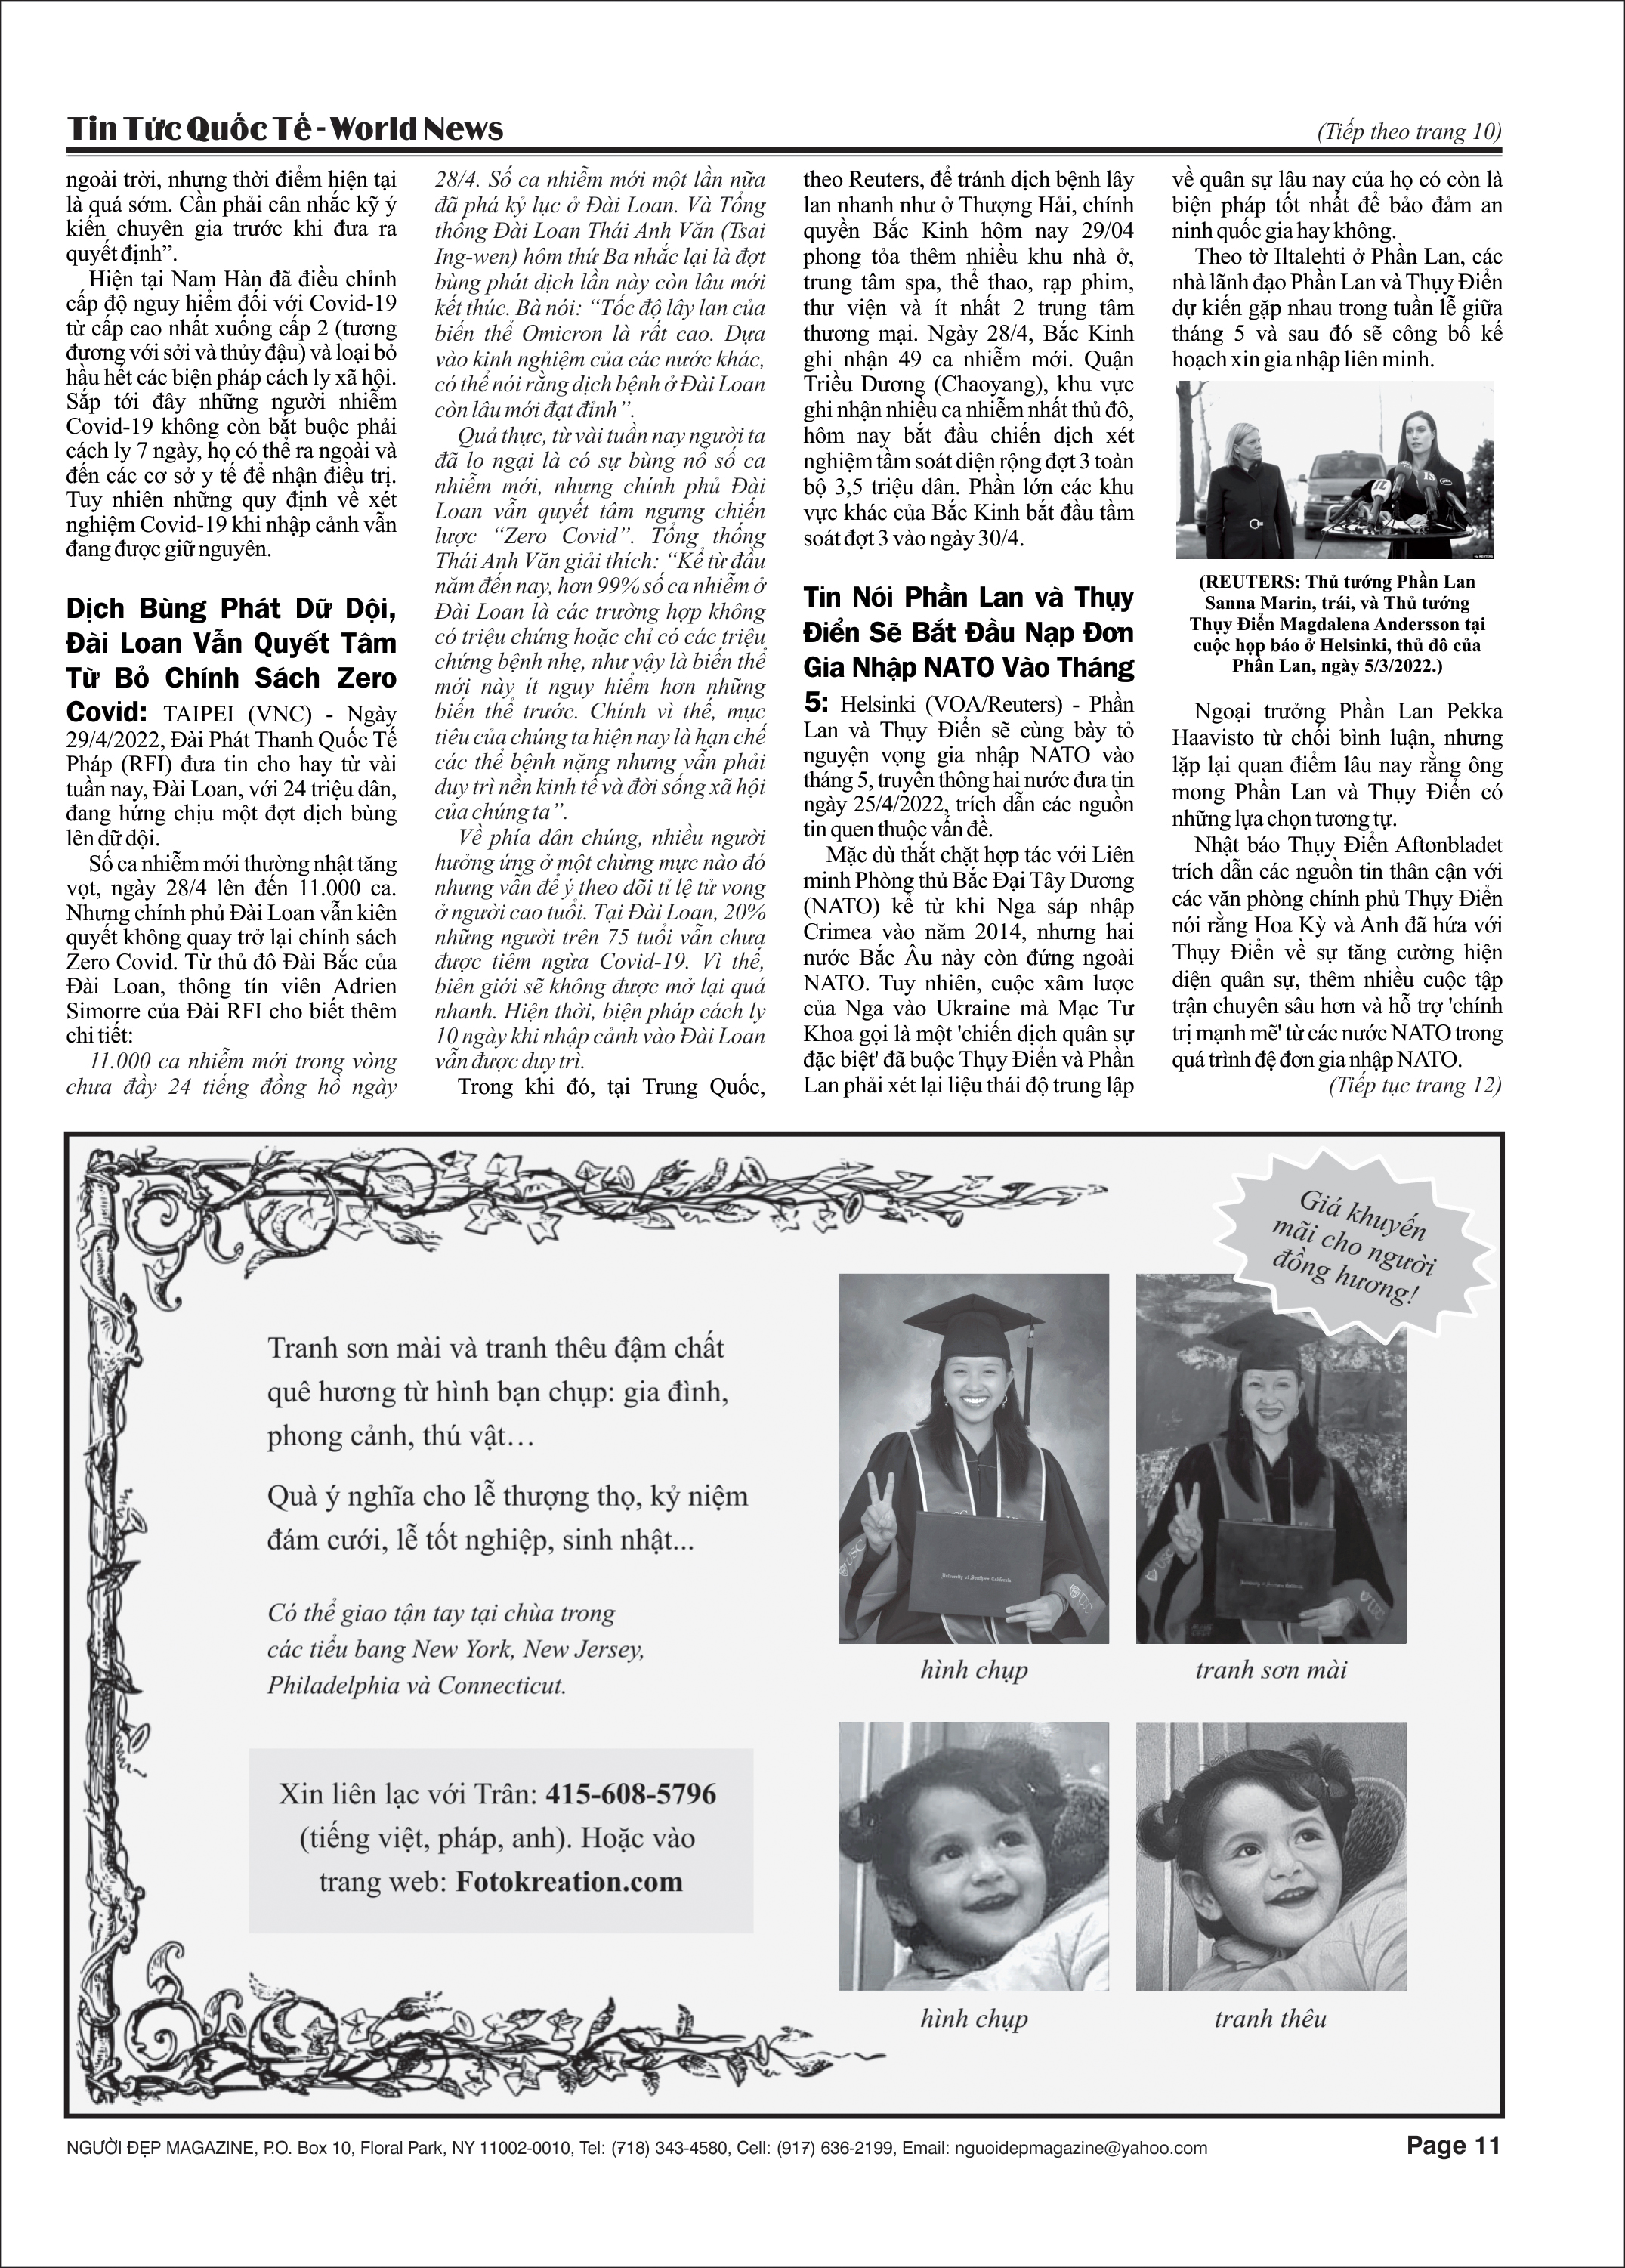 Tin Tức Quốc Tế - World News
(Tiếp theo trang 10)
ngoài trời, nhưng thời điểm hiện tại
là quá sớm. Cần phải cân nhắc kỹ ý
kiến chuyên gia trước khi đưa ra
quyết định”.
Hiện tại Nam Hàn đã điều chỉnh
cấp độ nguy hiểm đối với Covid-19
từ cấp cao nhất xuống cấp 2 (tương
đương với sởi và thủy đậu) và loại bỏ
hầu hết các biện pháp cách ly xã hội.
Sắp tới đây những người nhiễm
Covid-19 không còn bắt buộc phải
cách ly 7 ngày, họ có thể ra ngoài và
đến các cơ sở y tế để nhận điều trị.
Tuy nhiên những quy định về xét
nghiệm Covid-19 khi nhập cảnh vẫn
đang được giữ nguyên.
Dịch Bùng Phát Dữ Dội,
Đài Loan Vẫn Quyết Tâm
Từ Bỏ Chính Sách Zero
Covid: TAIPEI (VNC) - Ngày
29/4/2022, Đài Phát Thanh Quốc Tế
Pháp (RFI) đưa tin cho hay từ vài
tuần nay, Đài Loan, với 24 triệu dân,
đang hứng chịu một đợt dịch bùng
lên dữ dội.
Số ca nhiễm mới thường nhật tăng
vọt, ngày 28/4 lên đến 11.000 ca.
Nhưng chính phủ Đài Loan vẫn kiên
quyết không quay trở lại chính sách
Zero Covid. Từ thủ đô Đài Bắc của
Đài Loan, thông tín viên Adrien
Simorre của Đài RFI cho biết thêm
chi tiết:
11.000 ca nhiễm mới trong vòng
chưa đầy 24 tiếng đồng hồ ngày
28/4. Số ca nhiễm mới một lần nữa
đã phá kỷ lục ở Đài Loan. Và Tổng
thống Đài Loan Thái Anh Văn (Tsai
Ing-wen) hôm thứ Ba nhắc lại là đợt
bùng phát dịch lần này còn lâu mới
kết thúc. Bà nói: “Tốc độ lây lan của
biến thể Omicron là rất cao. Dựa
vào kinh nghiệm của các nước khác,
có thể nói rằng dịch bệnh ở Đài Loan
còn lâu mới đạt đỉnh”.
Quả thực, từ vài tuần nay người ta
đã lo ngại là có sự bùng nổ số ca
nhiễm mới, nhưng chính phủ Đài
Loan vẫn quyết tâm ngưng chiến
lược “Zero Covid”. Tổng thống
Thái Anh Văn giải thích: “Kể từ đầu
năm đến nay, hơn 99% số ca nhiễm ở
Đài Loan là các trường hợp không
có triệu chứng hoặc chỉ có các triệu
chứng bệnh nhẹ, như vậy là biến thể
mới này ít nguy hiểm hơn những
biến thể trước. Chính vì thế, mục
tiêu của chúng ta hiện nay là hạn chế
các thể bệnh nặng nhưng vẫn phải
duy trì nền kinh tế và đời sống xã hội
của chúng ta”.
Về phía dân chúng, nhiều người
hưởng ứng ở một chừng mực nào đó
nhưng vẫn để ý theo dõi tỉ lệ tử vong
ở người cao tuổi. Tại Đài Loan, 20%
những người trên 75 tuổi vẫn chưa
được tiêm ngừa Covid-19. Vì thế,
biên giới sẽ không được mở lại quá
nhanh. Hiện thời, biện pháp cách ly
10 ngày khi nhập cảnh vào Đài Loan
vẫn được duy trì.
Trong khi đó, tại Trung Quốc,
theo Reuters, để tránh dịch bệnh lây
lan nhanh như ở Thượng Hải, chính
quyền Bắc Kinh hôm nay 29/04
phong tỏa thêm nhiều khu nhà ở,
trung tâm spa, thể thao, rạp phim,
thư viện và ít nhất 2 trung tâm
thương mại. Ngày 28/4, Bắc Kinh
ghi nhận 49 ca nhiễm mới. Quận
Triều Dương (Chaoyang), khu vực
ghi nhận nhiều ca nhiễm nhất thủ đô,
hôm nay bắt đầu chiến dịch xét
nghiệm tầm soát diện rộng đợt 3 toàn
bộ 3,5 triệu dân. Phần lớn các khu
vực khác của Bắc Kinh bắt đầu tầm
soát đợt 3 vào ngày 30/4.
Tin Nói Phần Lan và Thụy
Điển Sẽ Bắt Đầu Nạp Đơn
Gia Nhập NATO Vào Tháng
5: Helsinki (VOA/Reuters) - Phần
Lan và Thụy Điển sẽ cùng bày tỏ
nguyện vọng gia nhập NATO vào
tháng 5, truyền thông hai nước đưa tin
ngày 25/4/2022, trích dẫn các nguồn
tin quen thuộc vấn đề.
Mặc dù thắt chặt hợp tác với Liên
minh Phòng thủ Bắc Đại Tây Dương
(NATO) kể từ khi Nga sáp nhập
Crimea vào năm 2014, nhưng hai
nước Bắc Âu này còn đứng ngoài
NATO. Tuy nhiên, cuộc xâm lược
của Nga vào Ukraine mà Mạc Tư
Khoa gọi là một 'chiến dịch quân sự
đặc biệt' đã buộc Thụy Điển và Phần
Lan phải xét lại liệu thái độ trung lập
về quân sự lâu nay của họ có còn là
biện pháp tốt nhất để bảo đảm an
ninh quốc gia hay không.
Theo tờ Iltalehti ở Phần Lan, các
nhà lãnh đạo Phần Lan và Thụy Điển
dự kiến gặp nhau trong tuần lễ giữa
tháng 5 và sau đó sẽ công bố kế
hoạch xin gia nhập liên minh.
(REUTERS: Thủ tướng Phần Lan
Sanna Marin, trái, và Thủ tướng
Thụy Điển Magdalena Andersson tại
cuộc họp báo ở Helsinki, thủ đô của
Phần Lan, ngày 5/3/2022.)
Ngoại trưởng Phần Lan Pekka
Haavisto từ chối bình luận, nhưng
lặp lại quan điểm lâu nay rằng ông
mong Phần Lan và Thụy Điển có
những lựa chọn tương tự.
Nhật báo Thụy Điển Aftonbladet
trích dẫn các nguồn tin thân cận với
các văn phòng chính phủ Thụy Điển
nói rằng Hoa Kỳ và Anh đã hứa với
Thụy Điển về sự tăng cường hiện
diện quân sự, thêm nhiều cuộc tập
trận chuyên sâu hơn và hỗ trợ 'chính
trị mạnh mẽ' từ các nước NATO trong
quá trình đệ đơn gia nhập NATO.
(Tiếp tục trang 12)
Giá khuyến
mãi cho người
đồng hương!
Tranh sơn mài và tranh thêu đậm chất
quê hương từ hình bạn chụp: gia đình,
phong cảnh, thú vật…
Quà ý nghĩa cho lễ thượng thọ, kỷ niệm
đám cưới, lễ tốt nghiệp, sinh nhật...
Có thể giao tận tay tại chùa trong
các tiểu bang New York, New Jersey,
Philadelphia và Connecticut.
Xin liên lạc với Trân: 415-608-5796
(tiếng việt, pháp, anh). Hoặc vào
trang web: Fotokreation.com
University of Southern California
USC
USC
hình chụp
tranh sơn mài
hình chụp
tranh thêu
NGƯỜI ĐẸP MAGAZINE, P.O. Box 10, Floral Park, NY 11002-0010, Tel: (718) 343-4580, Cell: (917) 636-2199, Email: nguoidepmagazine@yahoo.com
Page 11